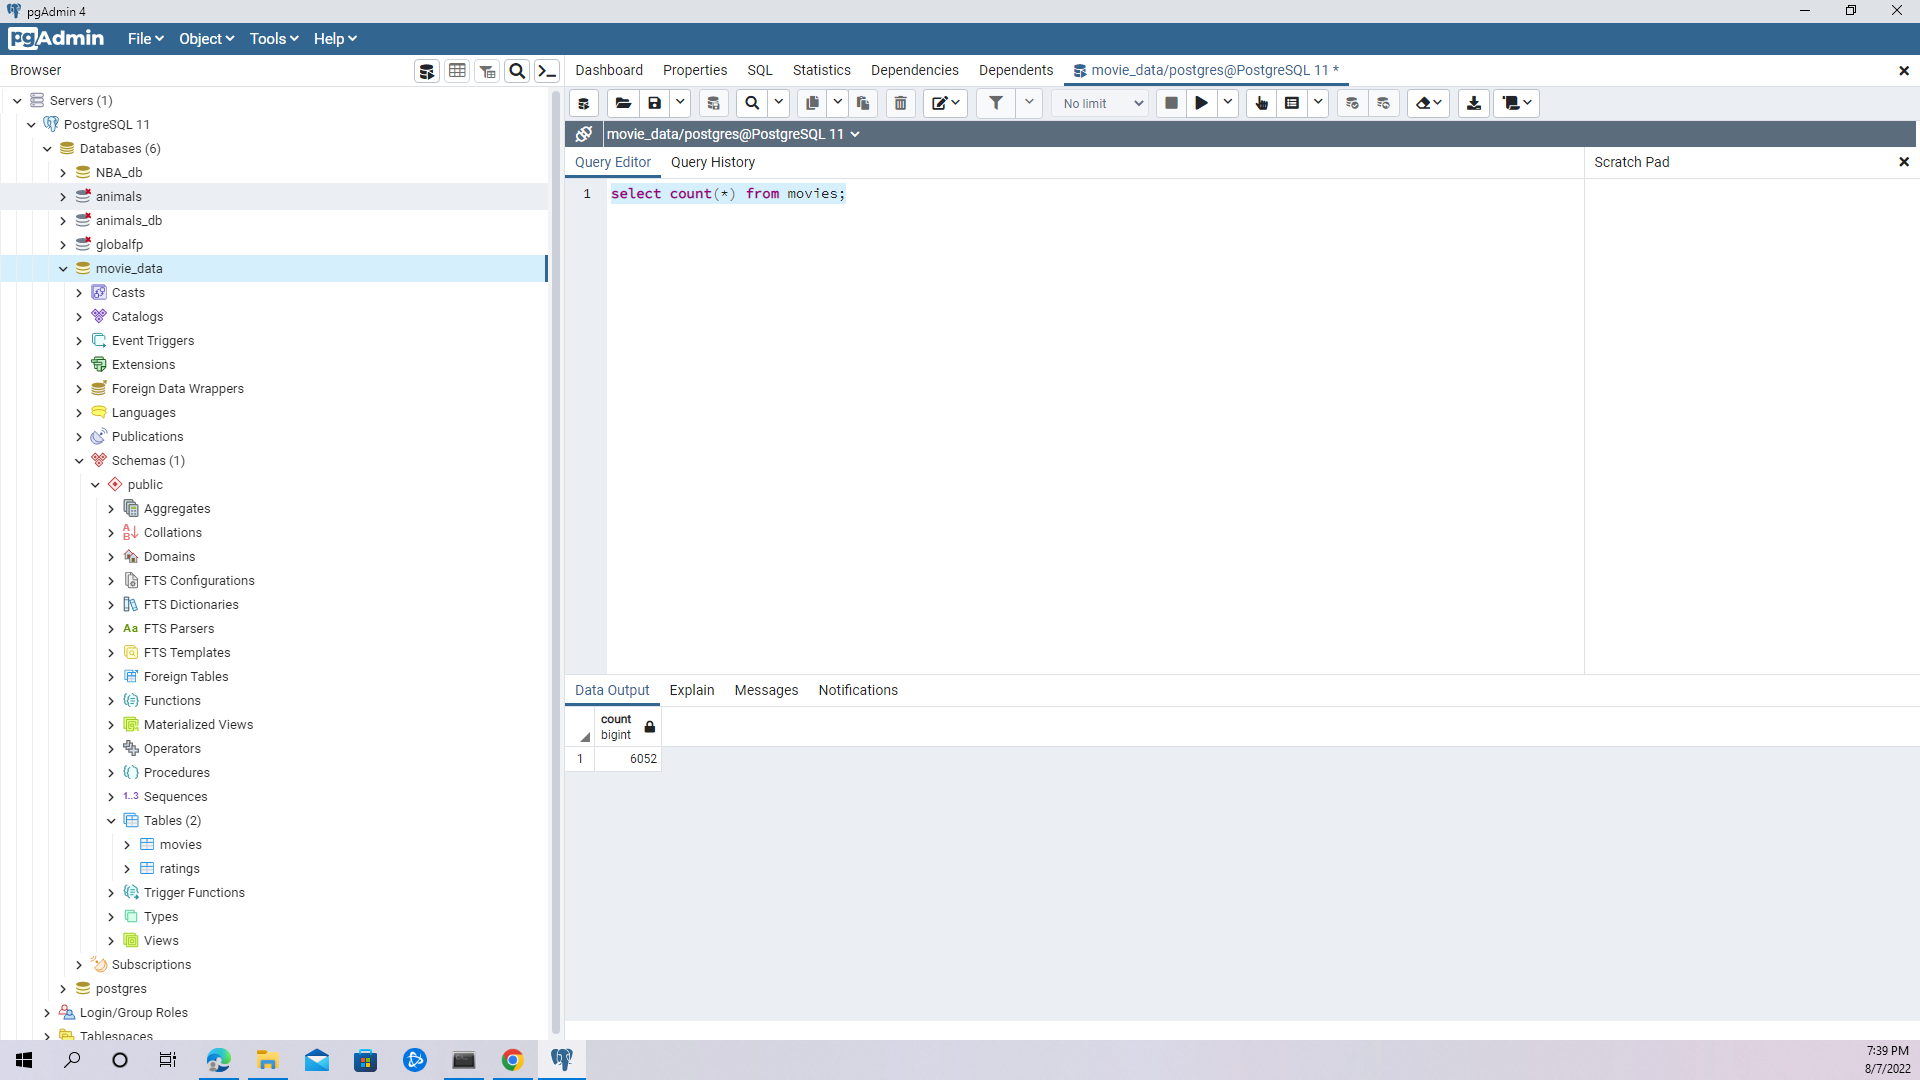 pgAdmin 4
pgAdmin File Object Tools Help
Browser
Dashboard Properties SQL Statistics Dependencies Dependents movie_data/postgres@PostgreSQL 11 *
No limit
movie_data/postgres@PostgreSQL 11
Query Editor Query History
Scratch Pad
1 select count(*) from movies;
Servers (1)
PostgreSQL 11
Databases (6)
NBA_db
animals
animals_db
globalfp
movie_data
Casts
Catalogs
Event Triggers
Extensions
Foreign Data Wrappers
Languages
Publications
Schemas (1)
public
Aggregates
Collations
Domains
FTS Configurations
FTS Dictionaries
Aa FTS Parsers
FTS Templates
Foreign Tables
Functions
Materialized Views
Operators
Procedures
1..3 Sequences
Tables (2)
movies
ratings
Trigger Functions
Types
Views
Subscriptions
postgres
Login/Group Roles
Tablespaces
Data Output Explain Messages Notifications
count
bigint
1 6052
7:39 PM
8/7/2022